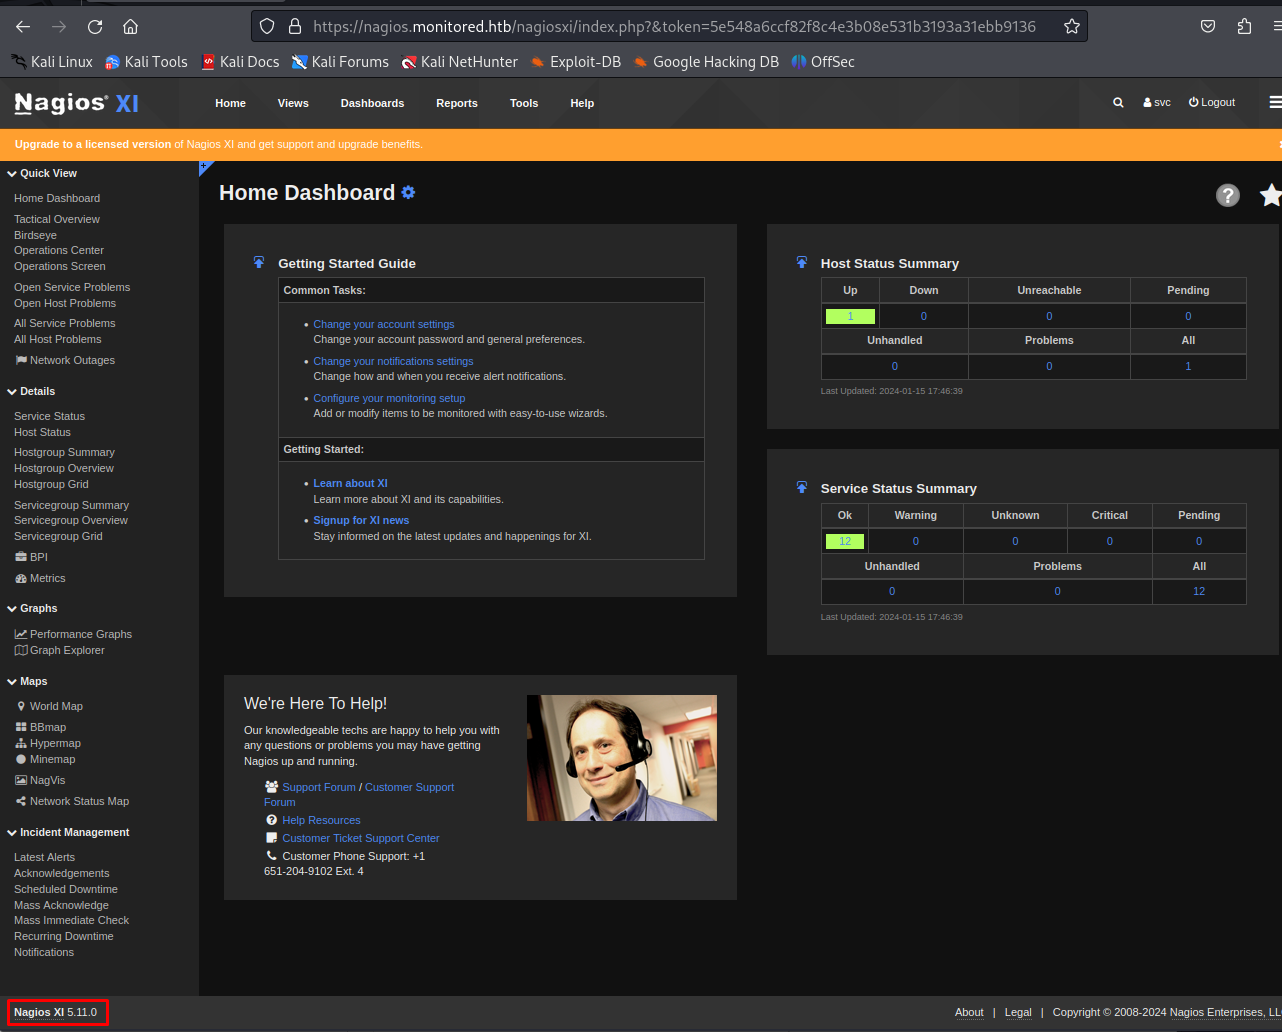 https://nagios.monitored.htb/nagiosxi/index.php?&token=5e548a6ccf82f8c4e3b08e531b3193a31ebb9136
Kali Linux Kali Tools Kali Docs Kali Forums Kali NetHunter Exploit-DB Google Hacking DB OffSec
Nagios® XI Home Views Dashboards Reports Tools Help svc Logout
Upgrade to a licensed version of Nagios XI and get support and upgrade benefits.
Quick View
Home Dashboard
Tactical Overview
Birdseye
Operations Center
Operations Screen
Open Service Problems
Open Host Problems
All Service Problems
All Host Problems
Network Outages
Details
Service Status
Host Status
Hostgroup Summary
Hostgroup Overview
Hostgroup Grid
Servicegroup Summary
Servicegroup Overview
Servicegroup Grid
BPI
Metrics
Graphs
Performance Graphs
Graph Explorer
Maps
World Map
BBmap
Hypermap
Minemap
NagVis
Network Status Map
Incident Management
Latest Alerts
Acknowledgements
Scheduled Downtime
Mass Acknowledge
Mass Immediate Check
Recurring Downtime
Notifications
Home Dashboard
Getting Started Guide
Common Tasks:
• Change your account settings
Change your account password and general preferences.
• Change your notifications settings
Change how and when you receive alert notifications.
• Configure your monitoring setup
Add or modify items to be monitored with easy-to-use wizards.
Getting Started:
• Learn about XI
Learn more about XI and its capabilities.
• Signup for XI news
Stay informed on the latest updates and happenings for XI.
Host Status Summary
Up Down Unreachable Pending
1 0 0 0
Unhandled Problems All
0 0 1
Last Updated: 2024-01-15 17:46:39
Service Status Summary
Ok Warning Unknown Critical Pending
12 0 0 0 0
Unhandled Problems All
0 0 12
Last Updated: 2024-01-15 17:46:39
We're Here To Help!
Our knowledgeable techs are happy to help you with
any questions or problems you may have getting
Nagios up and running.
Support Forum / Customer Support
Forum
Help Resources
Customer Ticket Support Center
Customer Phone Support: +1
651-204-9102 Ext. 4
Nagios XI 5.11.0 About | Legal | Copyright © 2008-2024 Nagios Enterprises, LL